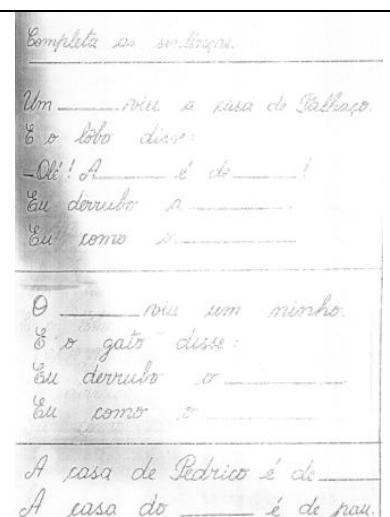 Completa as sentenças.
Um ______ viu a casa de Palhaço.
E o lôbo disse:
- Olé! A ______ é de ______!
Eu derrubo a ______.
Eu como o ______
O ______ viu um ninho.
E o gato disse:
Eu derrubo o ______
Eu como o ______
A casa de Pedrico é de ______
A casa do ______ é de pau.